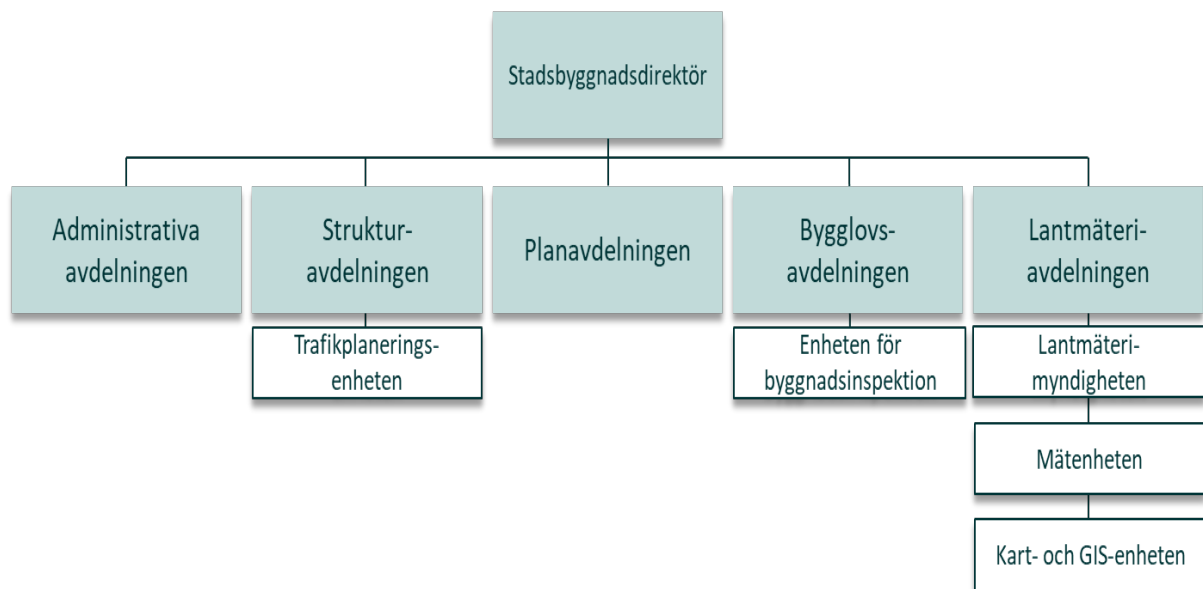 Stadsbyggnadsdirektör
Administrativa
avdelningen
Struktur-
avdelningen
Planavdelningen
Bygglovs-
avdelningen
Lantmäteri-
avdelningen
Trafikplanerings-
enheten
Enheten för
byggnadsinspektion
Lantmäteri-
myndigheten
Mätenheten
Kart- och GIS-enheten